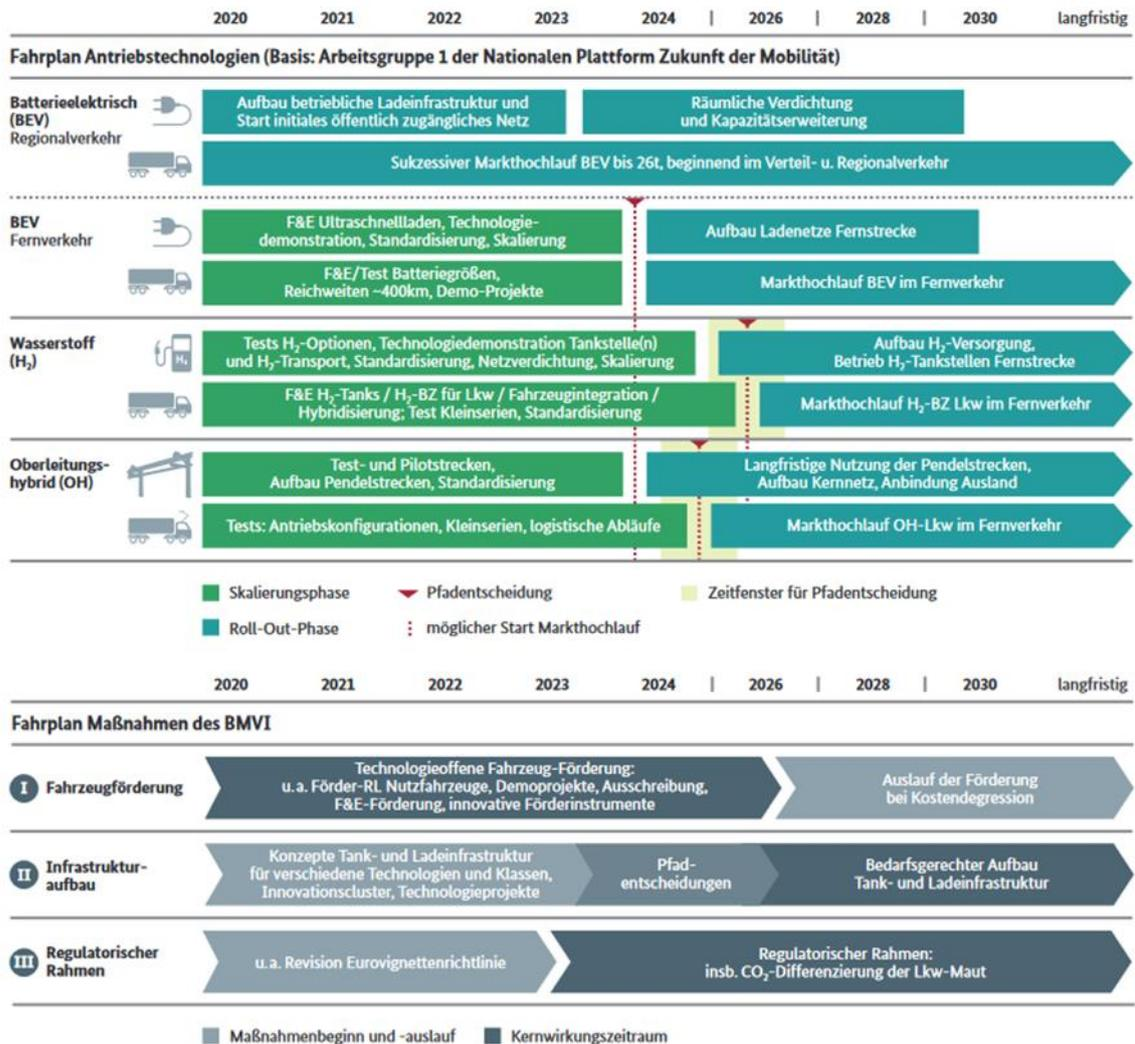 2020 2021 2022 2023 2024 | 2026 | 2028 | 2030 langfristig
Fahrplan Antriebstechnologien (Basis: Arbeitsgruppe 1 der Nationalen Plattform Zukunft der Mobilität)
Batterieelektrisch
(BEV)
Regionalverkehr
Aufbau betriebliche Ladeinfrastruktur und
Start initiales öffentlich zugängliches Netz
Räumliche Verdichtung
und Kapazitätserweiterung
Sukzessiver Markthochlauf BEV bis 26t, beginnend im Verteil- u. Regionalverkehr
BEV
Fernverkehr
F&E Ultraschnellladen, Technologie-
demonstration, Standardisierung, Skalierung
Aufbau Ladenetze Fernstrecke
F&E/Test Batteriegrößen,
Reichweiten ~400km, Demo-Projekte
Markthochlauf BEV im Fernverkehr
Wasserstoff
(H₂)
H₂
Tests H₂-Optionen, Technologiedemonstration Tankstelle(n)
und H₂-Transport, Standardisierung, Netzverdichtung, Skalierung
Aufbau H₂-Versorgung,
Betrieb H₂-Tankstellen Fernstrecke
F&E H₂-Tanks / H₂-BZ für Lkw / Fahrzeugintegration /
Hybridisierung; Test Kleinserien, Standardisierung
Markthochlauf H₂-BZ Lkw im Fernverkehr
Oberleitungs-
hybrid (OH)
Test- und Pilotstrecken,
Aufbau Pendelstrecken, Standardisierung
Langfristige Nutzung der Pendelstrecken,
Aufbau Kernnetz, Anbindung Ausland
Tests: Antriebskonfigurationen, Kleinserien, logistische Abläufe
Markthochlauf OH-Lkw im Fernverkehr
Skalierungsphase
Pfadentscheidung
Zeitfenster für Pfadentscheidung
Roll-Out-Phase
möglicher Start Markthochlauf
2020 2021 2022 2023 2024 | 2026 | 2028 | 2030 langfristig
Fahrplan Maßnahmen des BMVI
I Fahrzeugförderung
Technologieoffene Fahrzeug-Förderung:
u.a. Förder-RL Nutzfahrzeuge, Demoprojekte, Ausschreibung,
F&E-Förderung, innovative Förderinstrumente
Auslauf der Förderung
bei Kostendegression
II Infrastruktur-
aufbau
Konzepte Tank- und Ladeinfrastruktur
für verschiedene Technologien und Klassen,
Innovationscluster, Technologieprojekte
Pfad-
entscheidungen
Bedarfsgerechter Aufbau
Tank- und Ladeinfrastruktur
III Regulatorischer
Rahmen
u.a. Revision Eurovignettenrichtlinie
Regulatorischer Rahmen:
insb. CO₂-Differenzierung der Lkw-Maut
Maßnahmenbeginn und -auslauf
Kernwirkungszeitraum